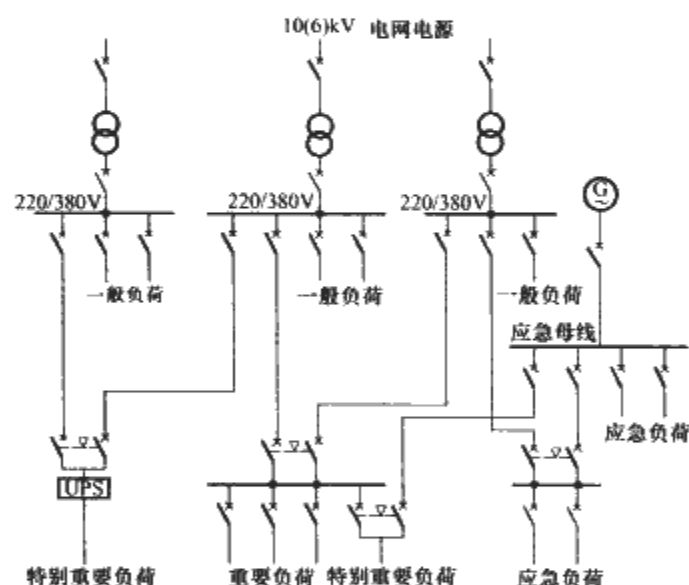 10(6)kV 电网电源
220/380V
220/380V
220/380V
G
~
一般负荷
一般负荷
一般负荷
应急母线
应急负荷
UPS
特别重要负荷
重要负荷
特别重要负荷
应急负荷